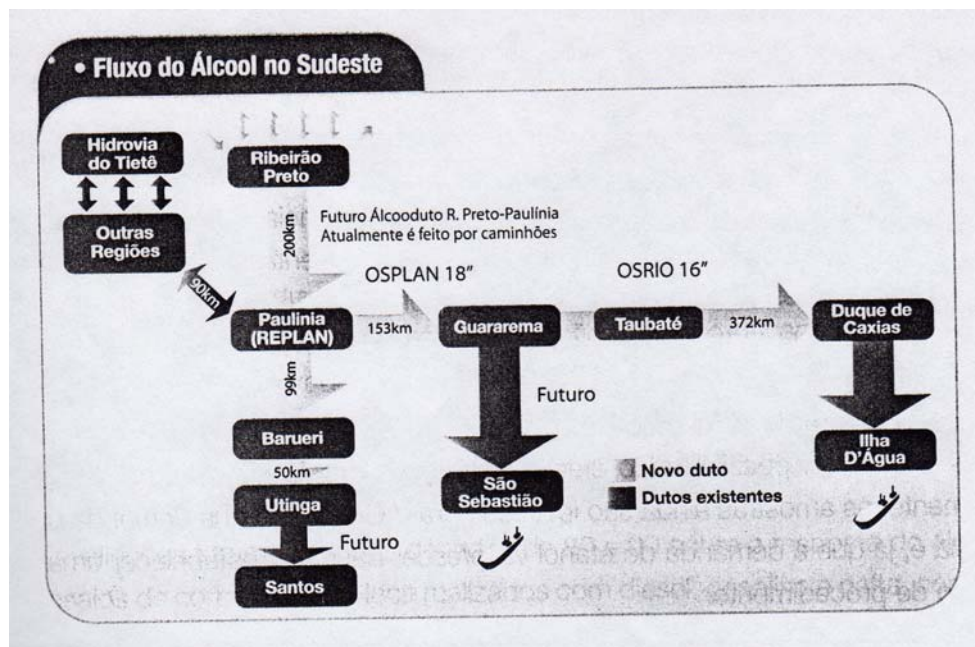 • Fluxo do Álcool no Sudeste
Hidrovia
do Tietê
Ribeirão
Preto
Outras
Regiões
200km
Futuro Álcooduto R. Preto-Paulínia
Atualmente é feito por caminhões
90km
OSPLAN 18"
OSRIO 16"
Paulinia
(REPLAN)
153km
Guararema
Taubaté
372km
Duque de
Caxias
99km
Futuro
Barueri
50km
Utinga
São
Sebastião
Novo duto
Dutos existentes
Ilha
D'Água
Futuro
Santos